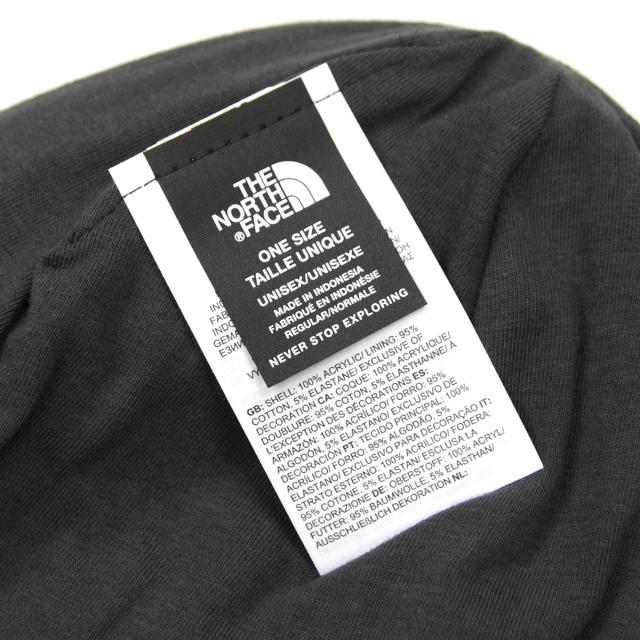 THE
NORTH
FACE
®
ONE SIZE
TAILLE UNIQUE
UNISEX/UNISEXE
MADE IN INDONESIA
FABRIQUÉ EN INDONÉSIE
REGULAR/NORMALE
NEVER STOP EXPLORING
GB: SHELL: 100% ACRYLIC/ LINING: 95%
COTTON, 5% ELASTANE/ EXCLUSIVE OF
DECORATION CA: COQUE: 100% ACRYLIQUE/
DOUBLURE: 95% COTON, 5% ELASTHANNE/ À
L'EXCEPTION DES DÉCORATIONS ES:
ARMAZÓN: 100% ACRÍLICO/ FORRO: 95%
ALGODÓN, 5% ELASTANO/ EXCLUSIVO DE
DECORACIÓN PT: TECIDO PRINCIPAL: 100%
ACRÍLICO/ FORRO: 95% ALGODÃO, 5%
ELASTANO/ EXCLUSIVO PARA DECORAÇÃO IT:
STRATO ESTERNO: 100% ACRILICO/ FODERA:
95% COTONE, 5% ELASTAN/ ESCLUSA LA
DECORAZIONE DE: OBERSTOFF: 100% ACRYL/
FUTTER: 95% BAUMWOLLE, 5% ELASTHAN/
AUSSCHLIEßLICH DEKORATION NL: